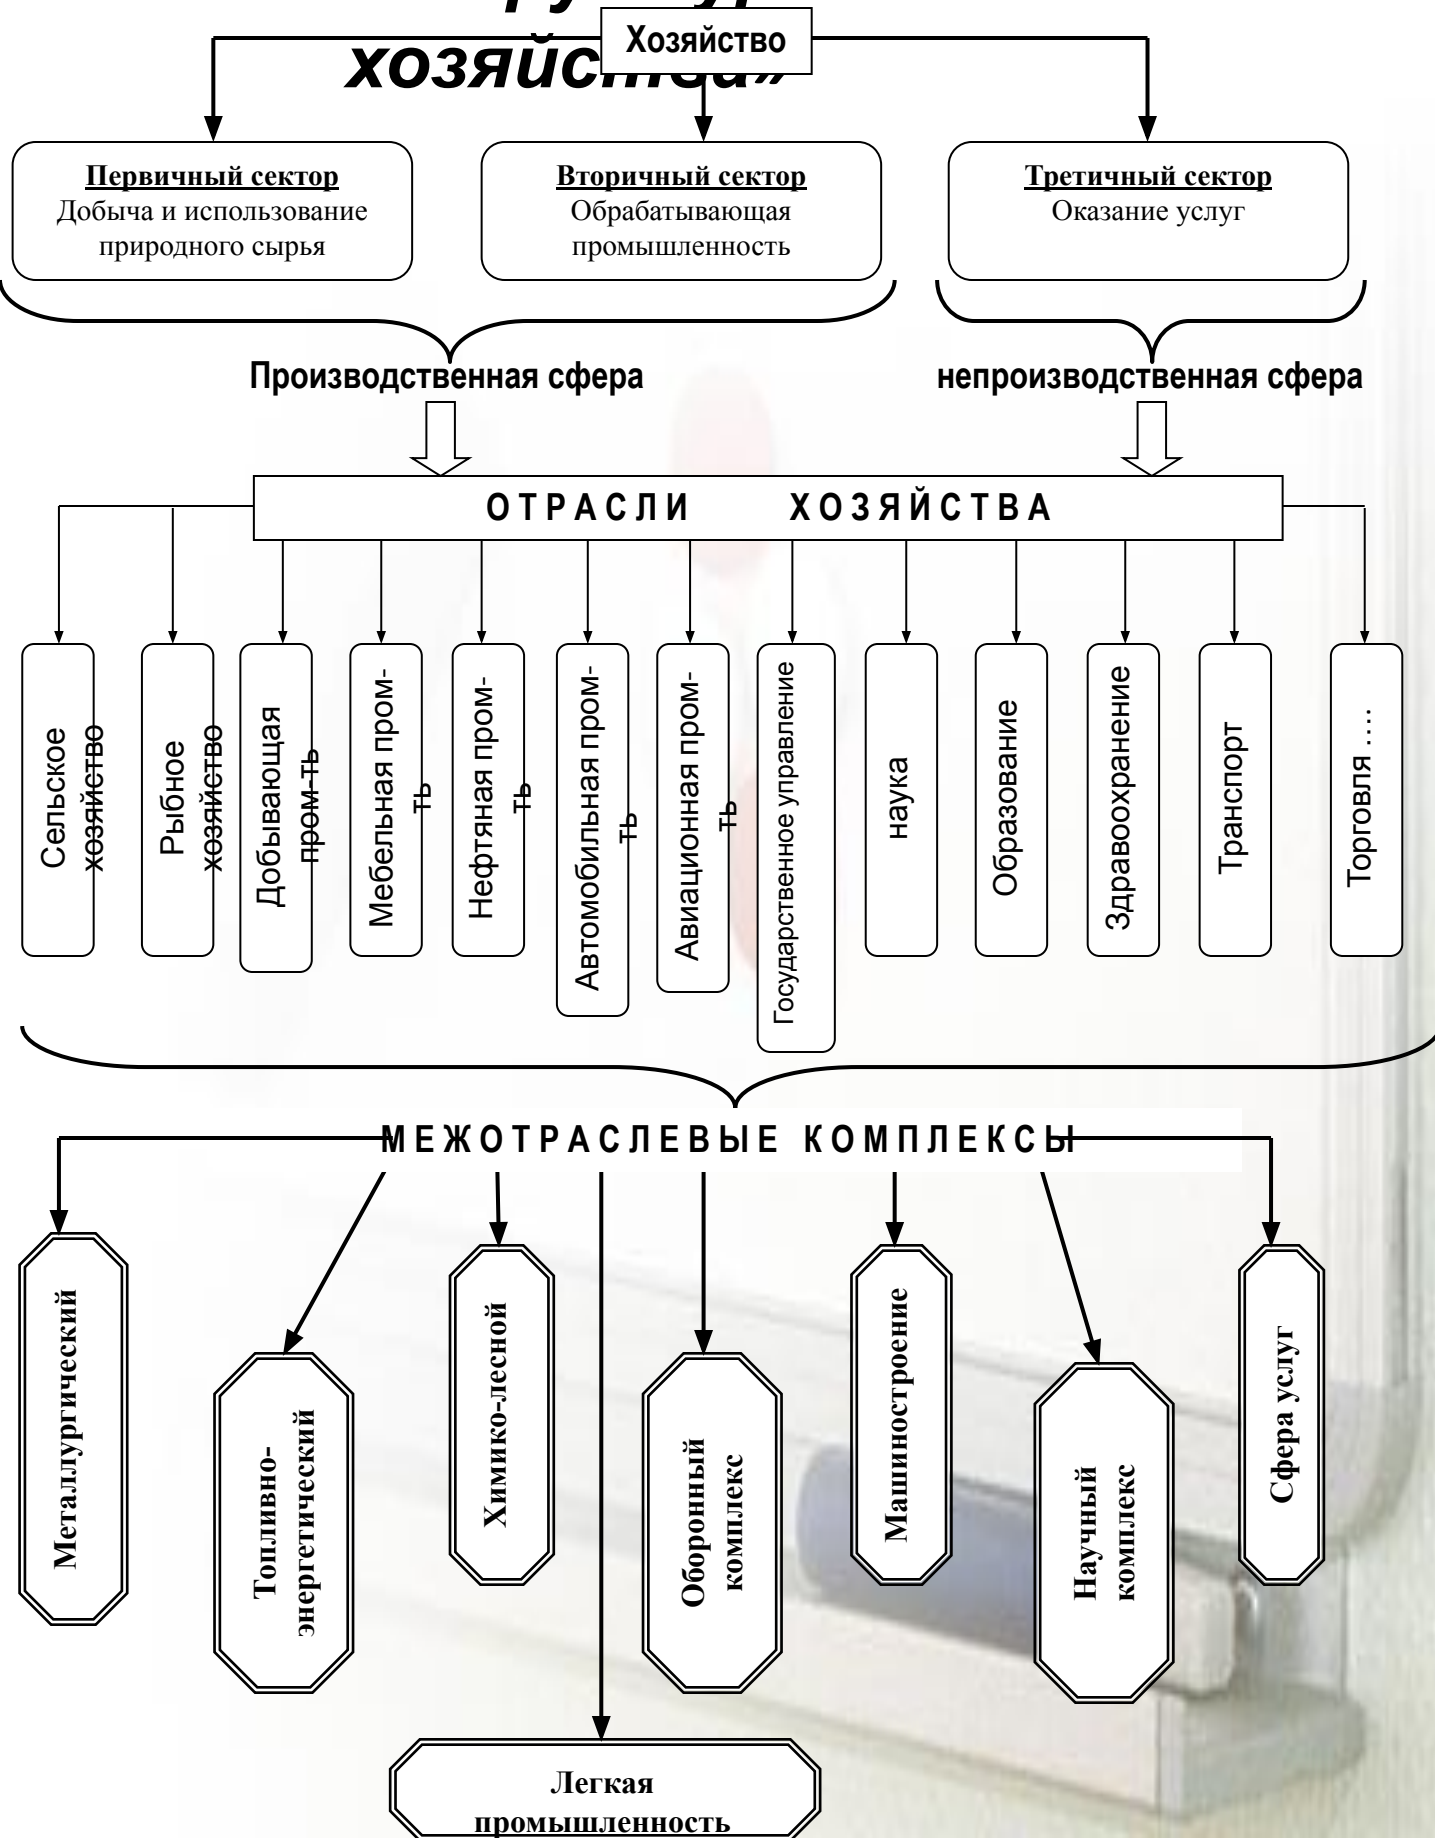 хозяйства»
Хозяйство
Первичный сектор
Добыча и использование
природного сырья
Вторичный сектор
Обрабатывающая
промышленность
Третичный сектор
Оказание услуг
Производственная сфера
непроизводственная сфера
ОТРАСЛИ ХОЗЯЙСТВА
Сельское
хозяйство
Рыбное
хозяйство
Добывающая
пром-ть
Мебельная пром-
ть
Нефтяная пром-
ть
Автомобильная пром-
ть
Авиационная пром-
ть
Государственное управление
наука
Образование
Здравоохранение
Транспорт
Торговля ….
МЕЖОТРАСЛЕВЫЕ КОМПЛЕКСЫ
Металлургический
Топливно-
энергетический
Химико-лесной
Оборонный
комплекс
Машиностроение
Научный
комплекс
Сфера услуг
Легкая
промышленность